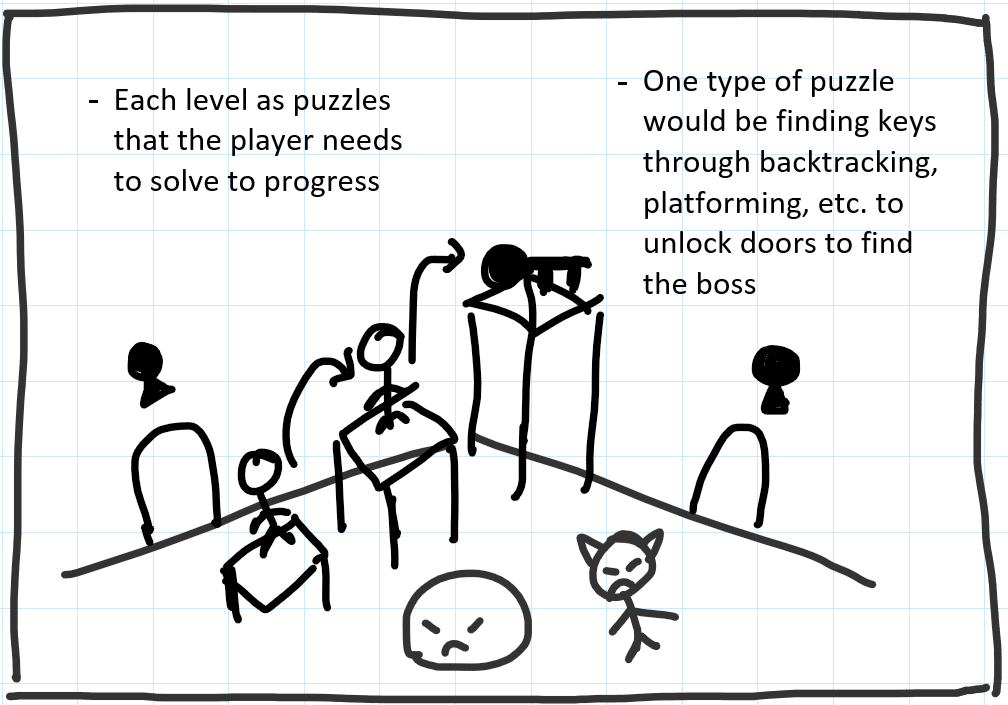 - Each level as puzzles
that the player needs
to solve to progress
- One type of puzzle
would be finding keys
through backtracking,
platforming, etc. to
unlock doors to find
the boss